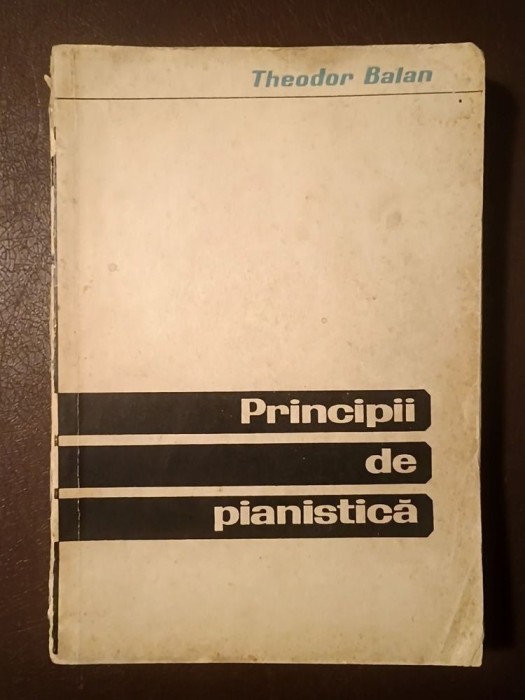 Theodor Balan
Principii
de
pianistică